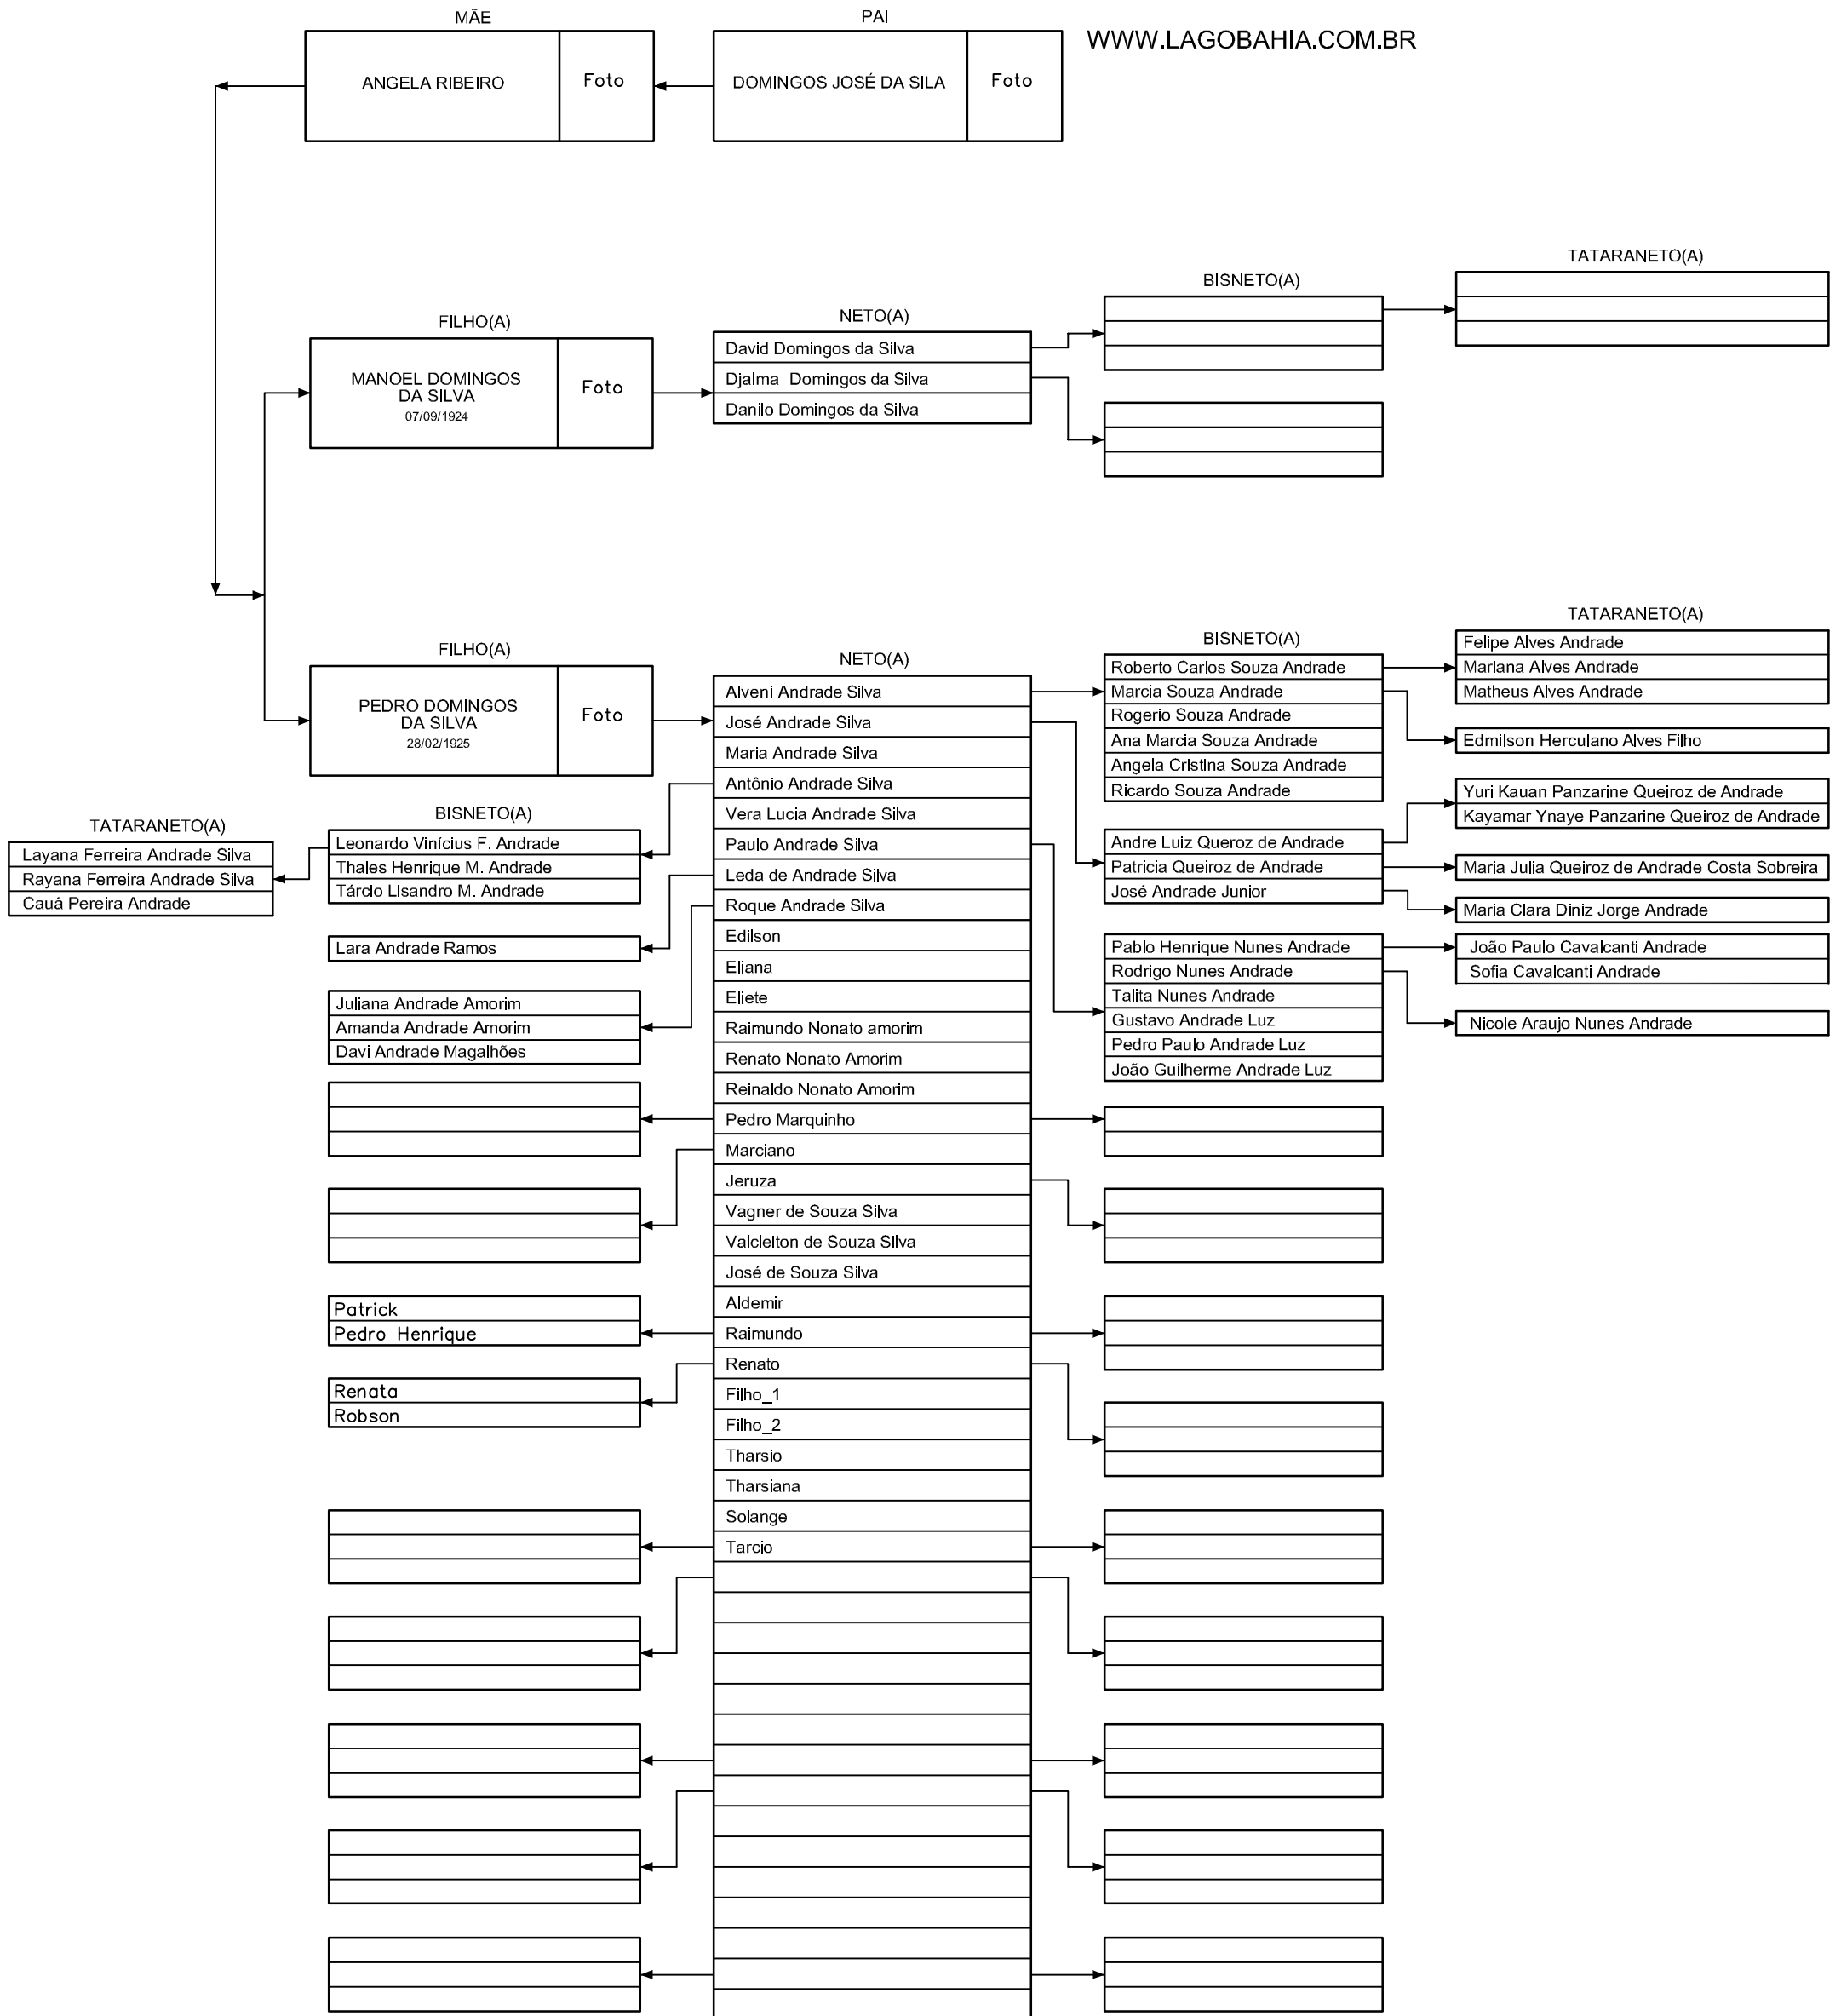 MÃE
PAI
WWW.LAGOBAHIA.COM.BR
ANGELA RIBEIRO
Foto
DOMINGOS JOSÉ DA SILA
Foto
FILHO(A)
MANOEL DOMINGOS
DA SILVA
07/09/1924
Foto
NETO(A)
David Domingos da Silva
Djalma Domingos da Silva
Danilo Domingos da Silva
BISNETO(A)
TATARANETO(A)
FILHO(A)
PEDRO DOMINGOS
DA SILVA
28/02/1925
Foto
NETO(A)
Alveni Andrade Silva
José Andrade Silva
Maria Andrade Silva
Antônio Andrade Silva
Vera Lucia Andrade Silva
Paulo Andrade Silva
Leda de Andrade Silva
Roque Andrade Silva
Edilson
Eliana
Eliete
Raimundo Nonato amorim
Renato Nonato Amorim
Reinaldo Nonato Amorim
Pedro Marquinho
Marciano
Jeruza
Vagner de Souza Silva
Valcleiton de Souza Silva
José de Souza Silva
Aldemir
Raimundo
Renato
Filho_1
Filho_2
Tharsio
Tharsiana
Solange
Tarcio
BISNETO(A)
Roberto Carlos Souza Andrade
Marcia Souza Andrade
Rogerio Souza Andrade
Ana Marcia Souza Andrade
Angela Cristina Souza Andrade
Ricardo Souza Andrade
Andre Luiz Queroz de Andrade
Patricia Queiroz de Andrade
José Andrade Junior
Pablo Henrique Nunes Andrade
Rodrigo Nunes Andrade
Talita Nunes Andrade
Gustavo Andrade Luz
Pedro Paulo Andrade Luz
João Guilherme Andrade Luz
TATARANETO(A)
Felipe Alves Andrade
Mariana Alves Andrade
Matheus Alves Andrade
Edmilson Herculano Alves Filho
Yuri Kauan Panzarine Queiroz de Andrade
Kayamar Ynaye Panzarine Queiroz de Andrade
Maria Julia Queiroz de Andrade Costa Sobreira
Maria Clara Diniz Jorge Andrade
João Paulo Cavalcanti Andrade
Sofia Cavalcanti Andrade
Nicole Araujo Nunes Andrade
BISNETO(A)
Leonardo Vinícius F. Andrade
Thales Henrique M. Andrade
Tárcio Lisandro M. Andrade
Lara Andrade Ramos
Juliana Andrade Amorim
Amanda Andrade Amorim
Davi Andrade Magalhões
Patrick
Pedro Henrique
Renata
Robson
TATARANETO(A)
Layana Ferreira Andrade Silva
Rayana Ferreira Andrade Silva
Cauâ Pereira Andrade